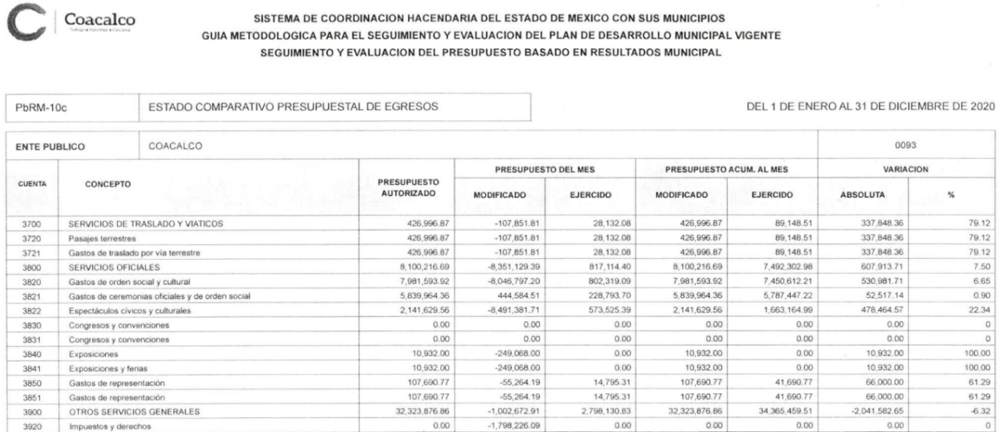 Coacalco
SISTEMA DE COORDINACION HACENDARIA DEL ESTADO DE MEXICO CON SUS MUNICIPIOS
GUIA METODOLOGICA PARA EL SEGUIMIENTO Y EVALUACION DEL PLAN DE DESARROLLO MUNICIPAL VIGENTE
SEGUIMIENTO Y EVALUACION DEL PRESUPUESTO BASADO EN RESULTADOS MUNICIPAL
PbRM-10c ESTADO COMPARATIVO PRESUPUESTAL DE EGRESOS DEL 1 DE ENERO AL 31 DE DICIEMBRE DE 2020
ENTE PUBLICO COACALCO 0093
CUENTA CONCEPTO PRESUPUESTO AUTORIZADO PRESUPUESTO DEL MES PRESUPUESTO ACUM. AL MES VARIACION
MODIFICADO EJERCIDO MODIFICADO EJERCIDO ABSOLUTA %
3700 SERVICIOS DE TRASLADO Y VIATICOS 426,996.87 -107,851.81 28,132.08 426,996.87 89,148.51 337,848.36 79.12
3720 Pasajes terrestres 426,996.87 -107,851.81 28,132.08 426,996.87 89,148.51 337,848.36 79.12
3721 Gastos de traslado por vía terrestre 426,996.87 -107,851.81 28,132.08 426,996.87 89,148.51 337,848.36 79.12
3800 SERVICIOS OFICIALES 8,100,216.69 -8,351,129.39 817,114.40 8,100,216.69 7,492,302.98 607,913.71 7.50
3820 Gastos de orden social y cultural 7,981,593.92 -8,046,797.20 802,319.09 7,981,593.92 7,450,612.21 530,981.71 6.65
3821 Gastos de ceremonias oficiales y de orden social 5,839,964.36 444,584.51 228,793.70 5,839,964.36 5,787,447.22 52,517.14 0.90
3822 Espectáculos cívicos y culturales 2,141,629.56 -8,491,381.71 573,525.39 2,141,629.56 1,663,164.99 478,464.57 22.34
3830 Congresos y convenciones 0.00 0.00 0.00 0.00 0.00 0.00 0
3831 Congresos y convenciones 0.00 0.00 0.00 0.00 0.00 0.00 0
3840 Exposiciones 10,932.00 -249,068.00 0.00 10,932.00 0.00 10,932.00 100.00
3841 Exposiciones y ferias 10,932.00 -249,068.00 0.00 10,932.00 0.00 10,932.00 100.00
3850 Gastos de representación 107,690.77 -55,264.19 14,795.31 107,690.77 41,690.77 66,000.00 61.29
3851 Gastos de representación 107,690.77 -55,264.19 14,795.31 107,690.77 41,690.77 66,000.00 61.29
3900 OTROS SERVICIOS GENERALES 32,323,876.86 -1,002,672.91 2,798,130.83 32,323,876.86 34,365,459.51 -2,041,582.65 -6.32
3920 Impuestos y derechos 0.00 -1,798,226.09 0.00 0.00 0.00 0.00 0